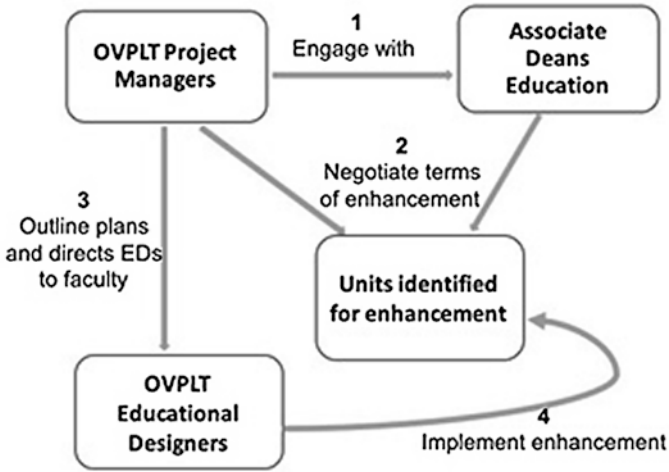 1
Engage with
OVPLT Project
Managers
Associate
Deans
Education
2
Negotiate terms
of enhancement
3
Outline plans
and directs EDs
to faculty
Units identified
for enhancement
OVPLT
Educational
Designers
4
Implement enhancement